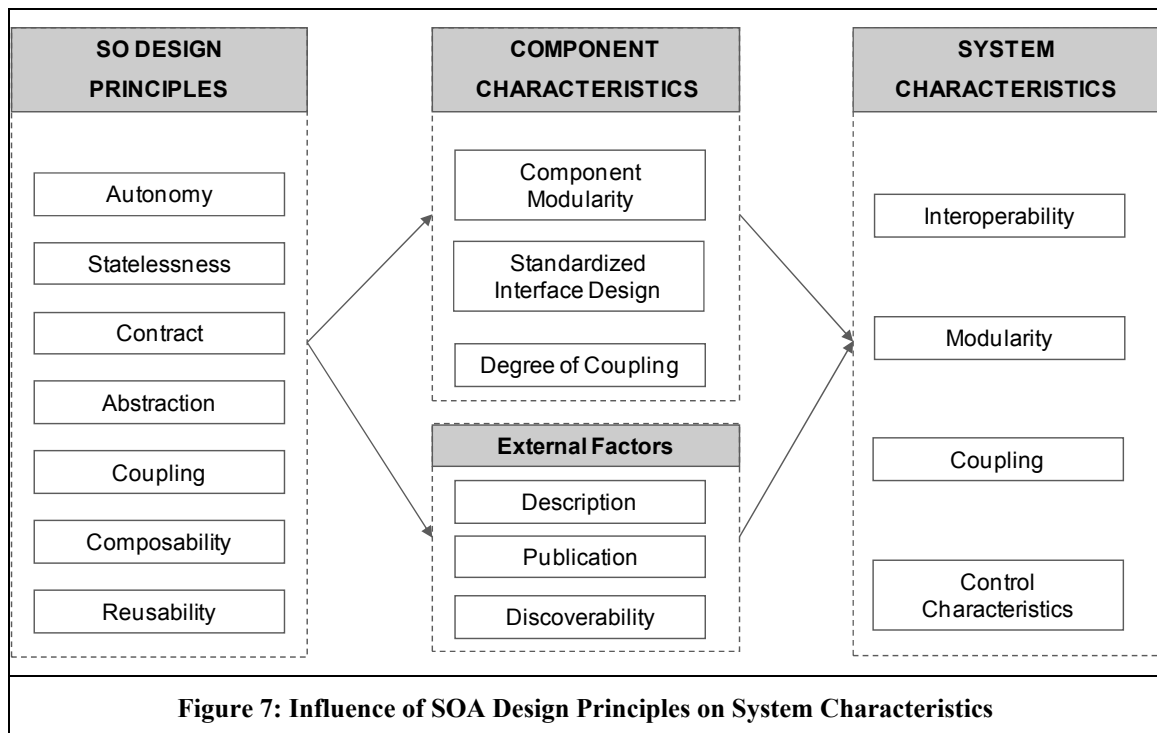 SO DESIGN
PRINCIPLES
Autonomy
Statelessness
Contract
Abstraction
Coupling
Composability
Reusability
COMPONENT
CHARACTERISTICS
Component
Modularity
Standardized
Interface Design
Degree of Coupling
External Factors
Description
Publication
Discoverability
SYSTEM
CHARACTERISTICS
Interoperability
Modularity
Coupling
Control
Characteristics
Figure 7: Influence of SOA Design Principles on System Characteristics